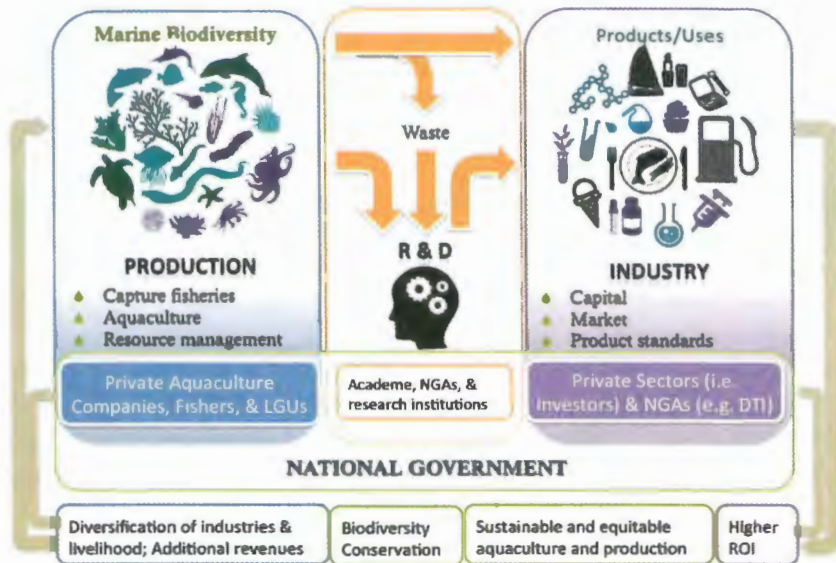 Marine Biodiversity
PRODUCTION
Capture fisheries
Aquaculture
Resource management
Private Aquaculture
Companies, Fishers, & LGUs
Waste
R & D
Academe, NGAs, &
research institutions
Products/Uses
INDUSTRY
Capital
Market
Product standards
Private Sectors (i.e.
Investors) & NGAs (e.g. DTI)
NATIONAL GOVERNMENT
Diversification of industries &
livelihood; Additional revenues
Biodiversity
Conservation
Sustainable and equitable
aquaculture and production
Higher
ROI